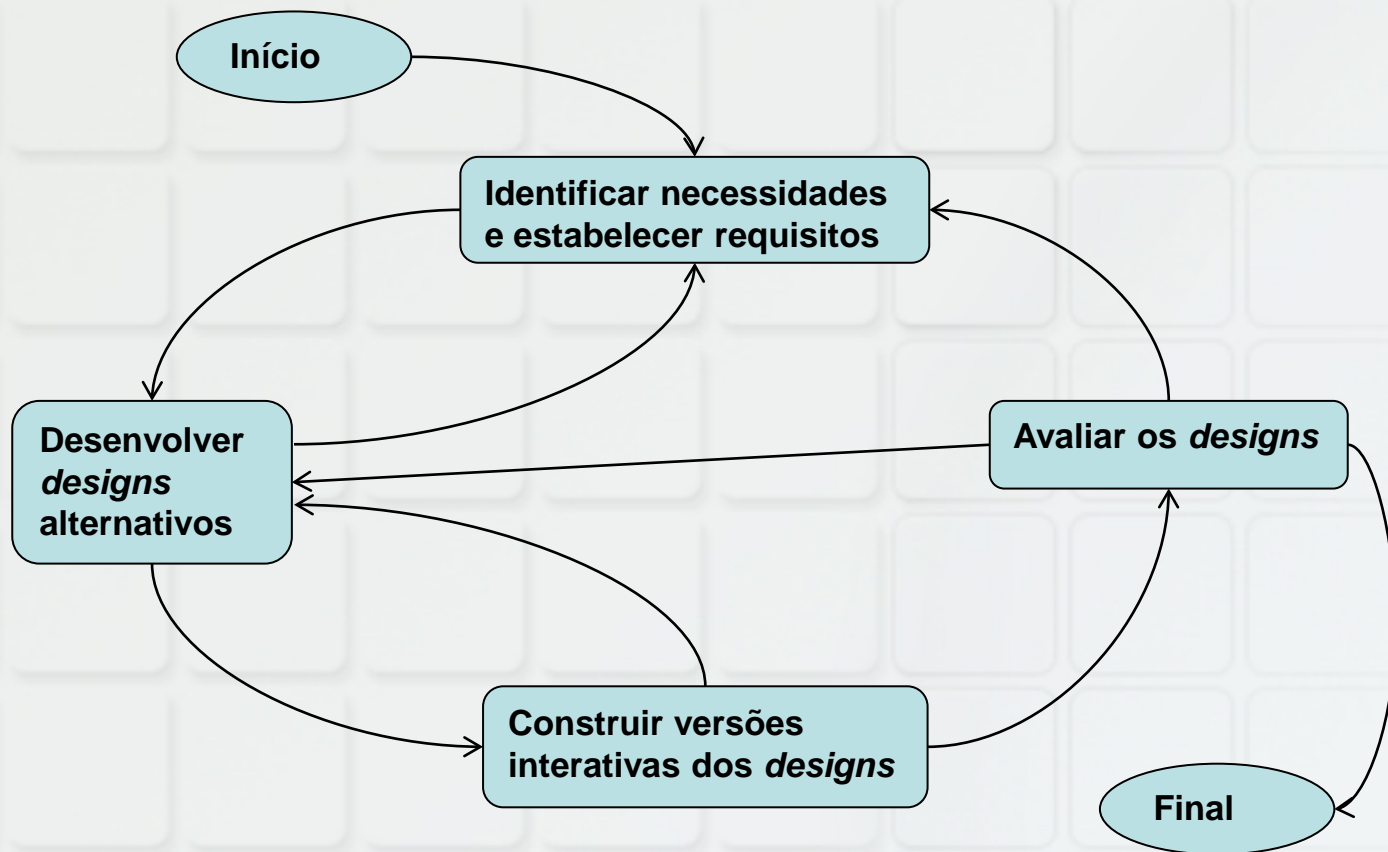 Início
Identificar necessidades
e estabelecer requisitos
Desenvolver
designs
alternativos
Avaliar os designs
Construir versões
interativas dos designs
Final